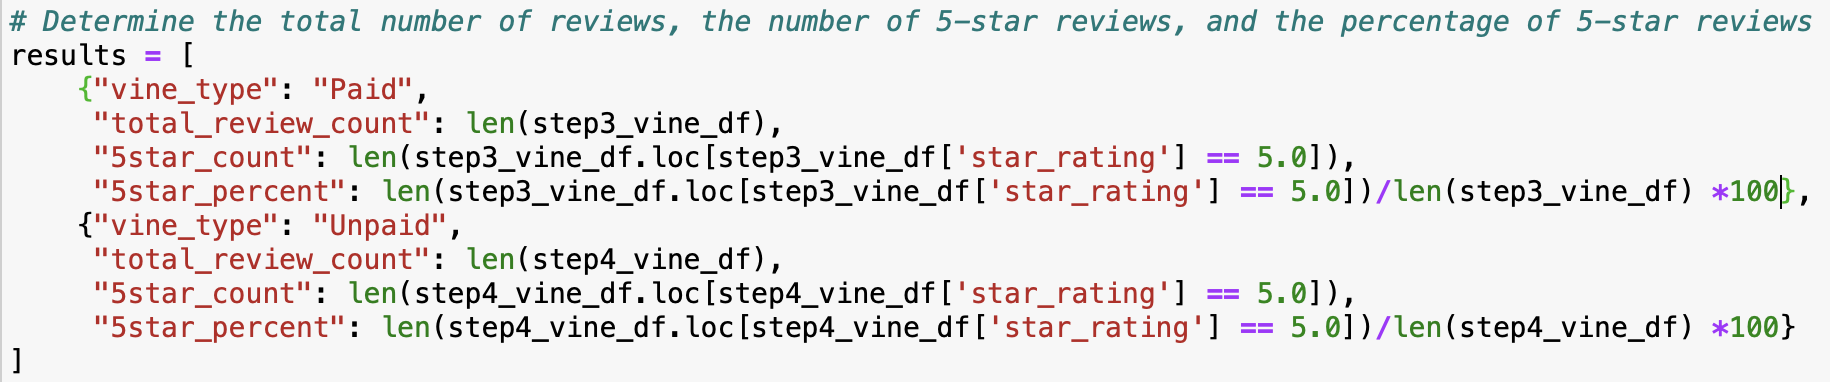 # Determine the total number of reviews, the number of 5-star reviews, and the percentage of 5-star reviews
results = [
    {"vine_type": "Paid",
     "total_review_count": len(step3_vine_df),
     "5star_count": len(step3_vine_df.loc[step3_vine_df['star_rating'] == 5.0]),
     "5star_percent": len(step3_vine_df.loc[step3_vine_df['star_rating'] == 5.0])/len(step3_vine_df) *100},
    {"vine_type": "Unpaid",
     "total_review_count": len(step4_vine_df),
     "5star_count": len(step4_vine_df.loc[step4_vine_df['star_rating'] == 5.0]),
     "5star_percent": len(step4_vine_df.loc[step4_vine_df['star_rating'] == 5.0])/len(step4_vine_df) *100}
]